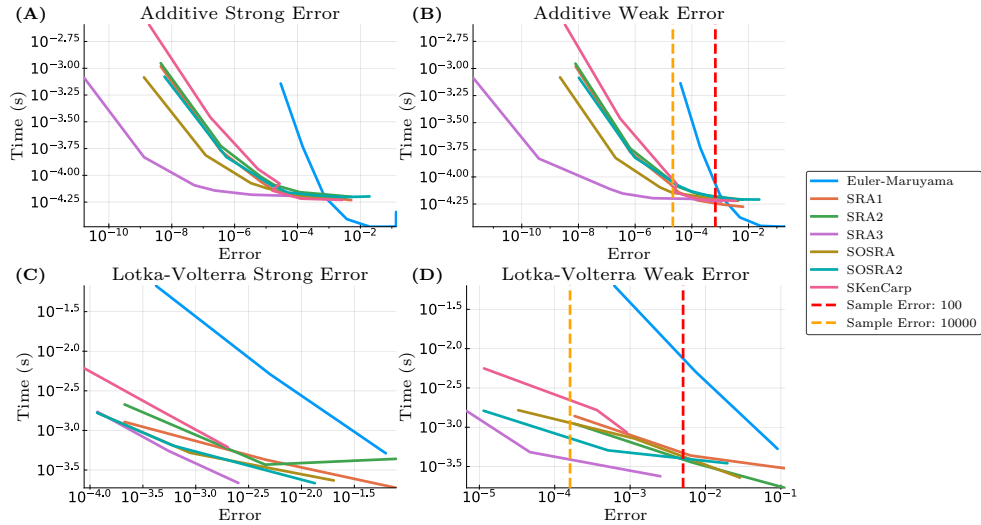 (A) Additive Strong Error
Time (s)
10^-2.75
10^-3.00
10^-3.25
10^-3.50
10^-3.75
10^-4.00
10^-4.25
10^-10 10^-8 10^-6 10^-4 10^-2
Error
(B) Additive Weak Error
Time (s)
10^-2.75
10^-3.00
10^-3.25
10^-3.50
10^-3.75
10^-4.00
10^-4.25
10^-10 10^-8 10^-6 10^-4 10^-2
Error
Euler-Maruyama
SRA1
SRA2
SRA3
SOSRA
SOSRA2
SKenCarp
Sample Error: 100
Sample Error: 10000
(C) Lotka-Volterra Strong Error
Time (s)
10^-1.5
10^-2.0
10^-2.5
10^-3.0
10^-3.5
10^-4.0 10^-3.5 10^-3.0 10^-2.5 10^-2.0 10^-1.5
Error
(D) Lotka-Volterra Weak Error
Time (s)
10^-1.5
10^-2.0
10^-2.5
10^-3.0
10^-3.5
10^-5 10^-4 10^-3 10^-2 10^-1
Error